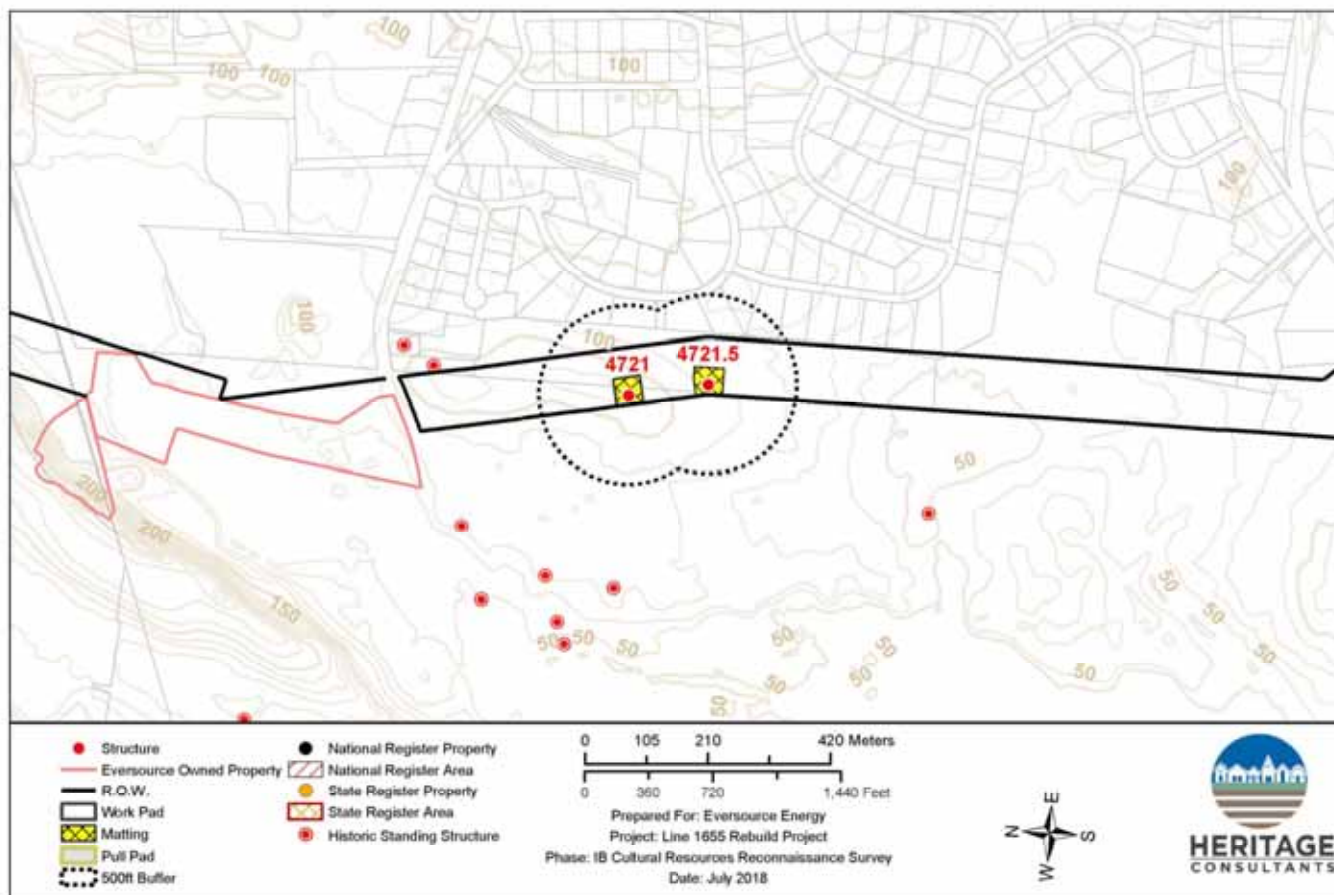 100
100
100
100
100
100
100
4721
4721.5
50
200
200
150
50
50
50
50
50
50
50
50
50
50
50
Structure
Eversource Owned Property
R.O.W.
Work Pad
Matting
Pull Pad
500ft Buffer
National Register Property
National Register Area
State Register Property
State Register Area
Historic Standing Structure
0 105 210 420 Meters
0 360 720 1,440 Feet
Prepared For: Eversource Energy
Project: Line 1655 Rebuild Project
Phase: IB Cultural Resources Reconnaissance Survey
Date: July 2018
E
N
S
W
HERITAGE
CONSULTANTS